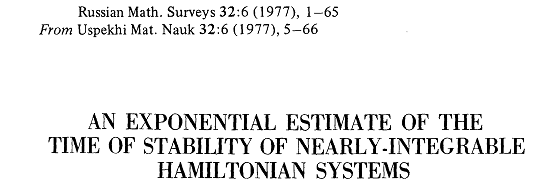 Russian Math. Surveys 32:6 (1977), 1–65
From Uspekhi Mat. Nauk 32:6 (1977), 5–66
AN EXPONENTIAL ESTIMATE OF THE
TIME OF STABILITY OF NEARLY-INTEGRABLE
HAMILTONIAN SYSTEMS